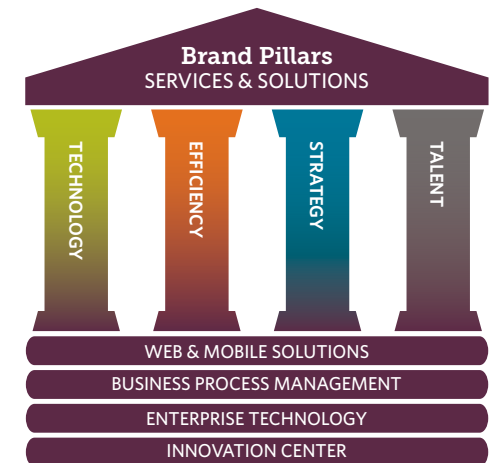 Brand Pillars
SERVICES & SOLUTIONS
TECHNOLOGY
EFFICIENCY
STRATEGY
TALENT
WEB & MOBILE SOLUTIONS
BUSINESS PROCESS MANAGEMENT
ENTERPRISE TECHNOLOGY
INNOVATION CENTER